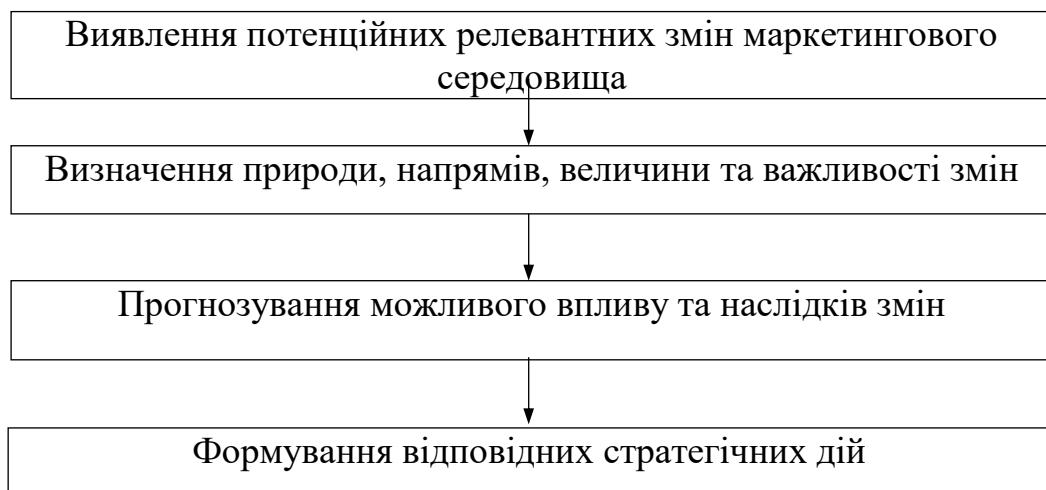 Виявлення потенційних релевантних змін маркетингового
середовища
Визначення природи, напрямів, величини та важливості змін
Прогнозування можливого впливу та наслідків змін
Формування відповідних стратегічних дій